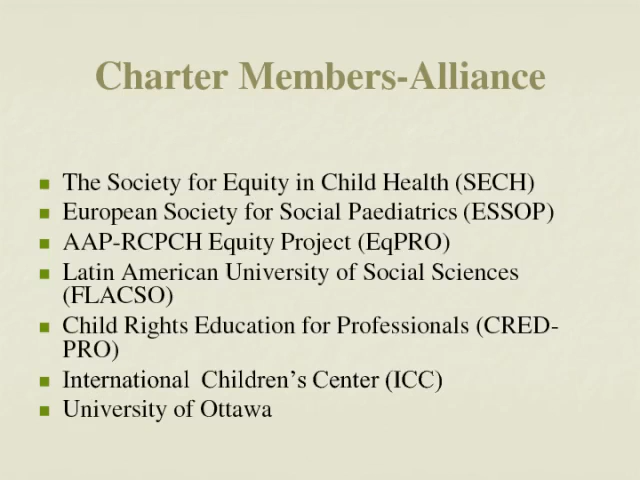 Charter Members-Alliance
The Society for Equity in Child Health (SECH)
European Society for Social Paediatrics (ESSOP)
AAP-RCPCH Equity Project (EqPRO)
Latin American University of Social Sciences
(FLACSO)
Child Rights Education for Professionals (CRED-
PRO)
International  Children’s Center (ICC)
University of Ottawa